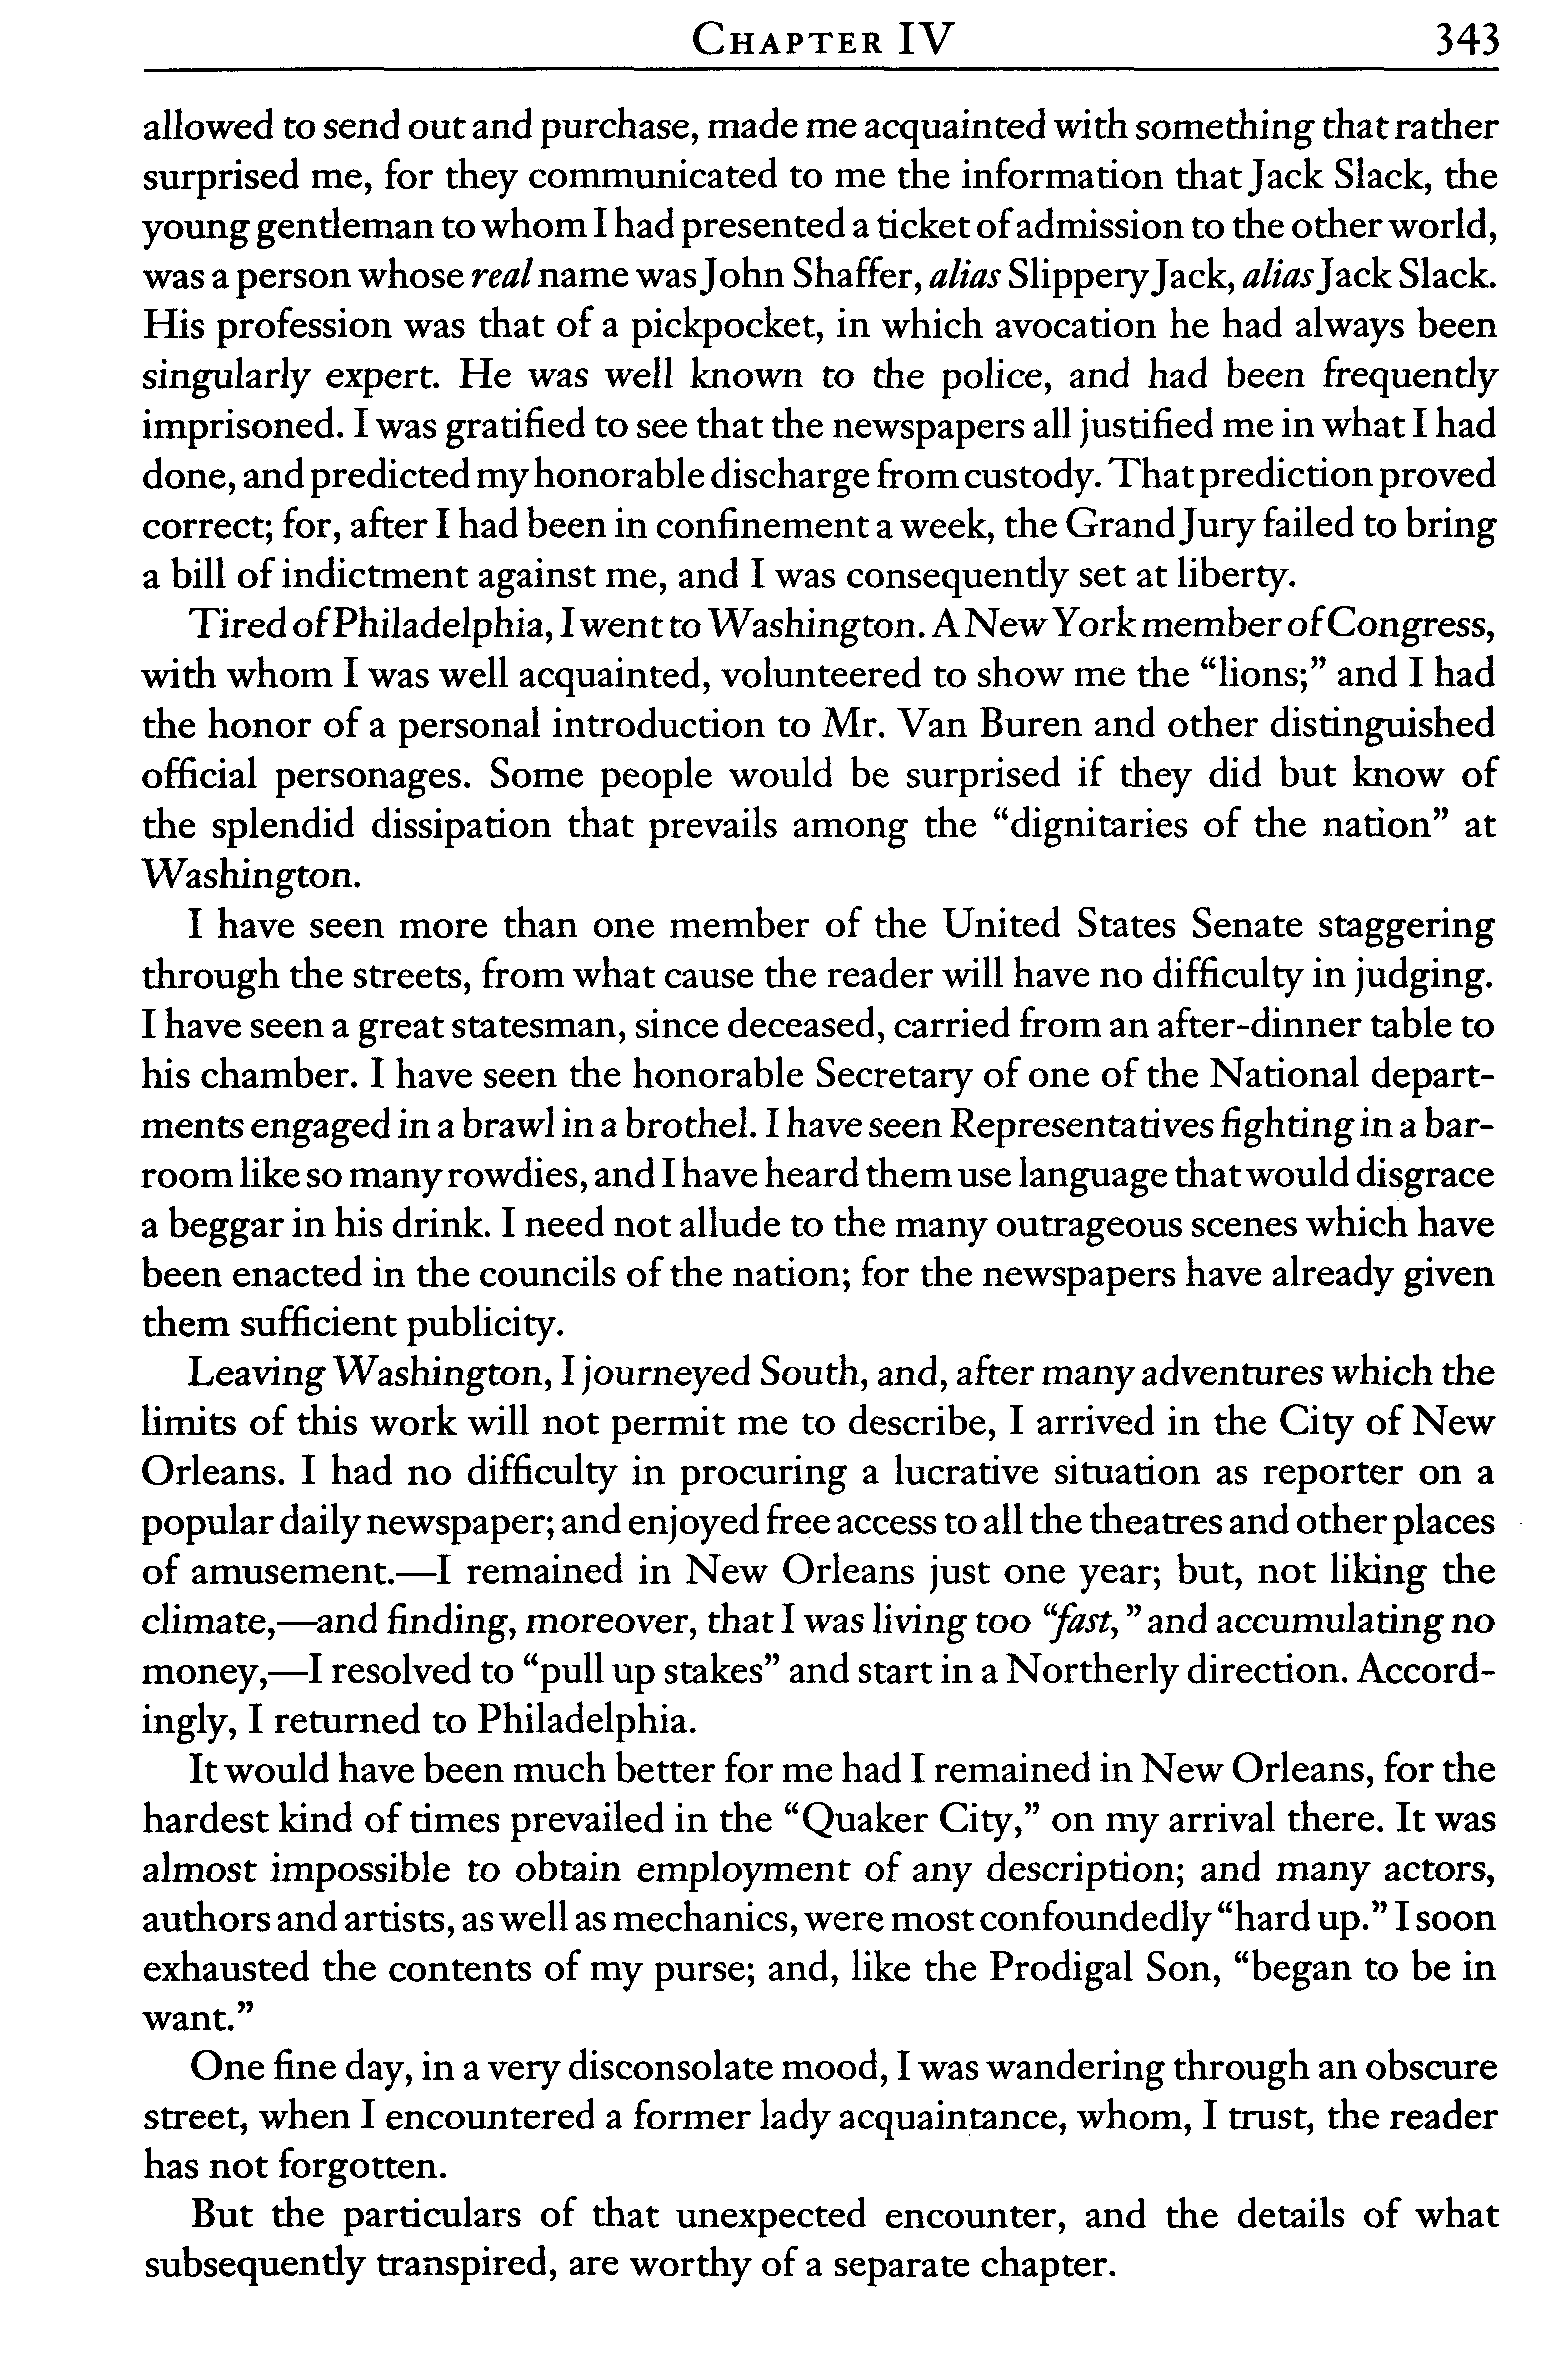 CHAPTER IV 343
allowed to send out and purchase, made me acquainted with something that rather
surprised me, for they communicated to me the information that Jack Slack, the
young gentleman to whom I had presented a ticket of admission to the other world,
was a person whose real name was John Shaffer, alias Slippery Jack, alias Jack Slack.
His profession was that of a pickpocket, in which avocation he had always been
singularly expert. He was well known to the police, and had been frequently
imprisoned. I was gratified to see that the newspapers all justified me in what I had
done, and predicted my honorable discharge from custody. That prediction proved
correct; for, after I had been in confinement a week, the Grand Jury failed to bring
a bill of indictment against me, and I was consequently set at liberty.
Tired of Philadelphia, I went to Washington. A New York member of Congress,
with whom I was well acquainted, volunteered to show me the “lions;” and I had
the honor of a personal introduction to Mr. Van Buren and other distinguished
official personages. Some people would be surprised if they did but know of
the splendid dissipation that prevails among the “dignitaries of the nation” at
Washington.
I have seen more than one member of the United States Senate staggering
through the streets, from what cause the reader will have no difficulty in judging.
I have seen a great statesman, since deceased, carried from an after-dinner table to
his chamber. I have seen the honorable Secretary of one of the National depart-
ments engaged in a brawl in a brothel. I have seen Representatives fighting in a bar-
room like so many rowdies, and I have heard them use language that would disgrace
a beggar in his drink. I need not allude to the many outrageous scenes which have
been enacted in the councils of the nation; for the newspapers have already given
them sufficient publicity.
Leaving Washington, I journeyed South, and, after many adventures which the
limits of this work will not permit me to describe, I arrived in the City of New
Orleans. I had no difficulty in procuring a lucrative situation as reporter on a
popular daily newspaper; and enjoyed free access to all the theatres and other places
of amusement.—I remained in New Orleans just one year; but, not liking the
climate,—and finding, moreover, that I was living too “fast,” and accumulating no
money,—I resolved to “pull up stakes” and start in a Northerly direction. Accord-
ingly, I returned to Philadelphia.
It would have been much better for me had I remained in New Orleans, for the
hardest kind of times prevailed in the “Quaker City,” on my arrival there. It was
almost impossible to obtain employment of any description; and many actors,
authors and artists, as well as mechanics, were most confoundedly “hard up.” I soon
exhausted the contents of my purse; and, like the Prodigal Son, “began to be in
want.”
One fine day, in a very disconsolate mood, I was wandering through an obscure
street, when I encountered a former lady acquaintance, whom, I trust, the reader
has not forgotten.
But the particulars of that unexpected encounter, and the details of what
subsequently transpired, are worthy of a separate chapter.